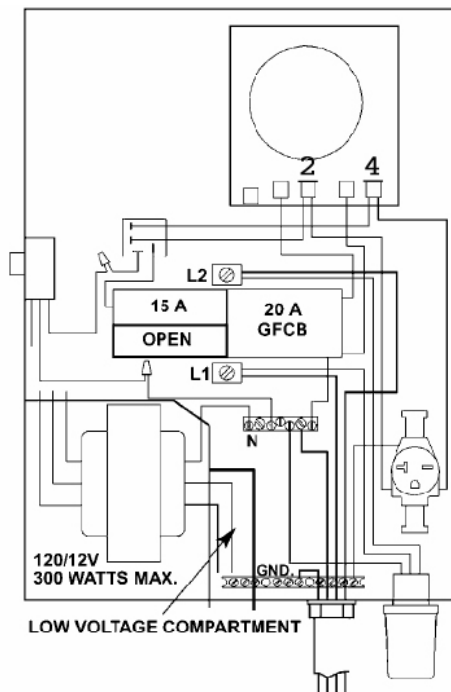 2 4
L2
15 A
20 A
GFCB
OPEN
L1
N
120/12V
300 WATTS MAX.
GND.
LOW VOLTAGE COMPARTMENT